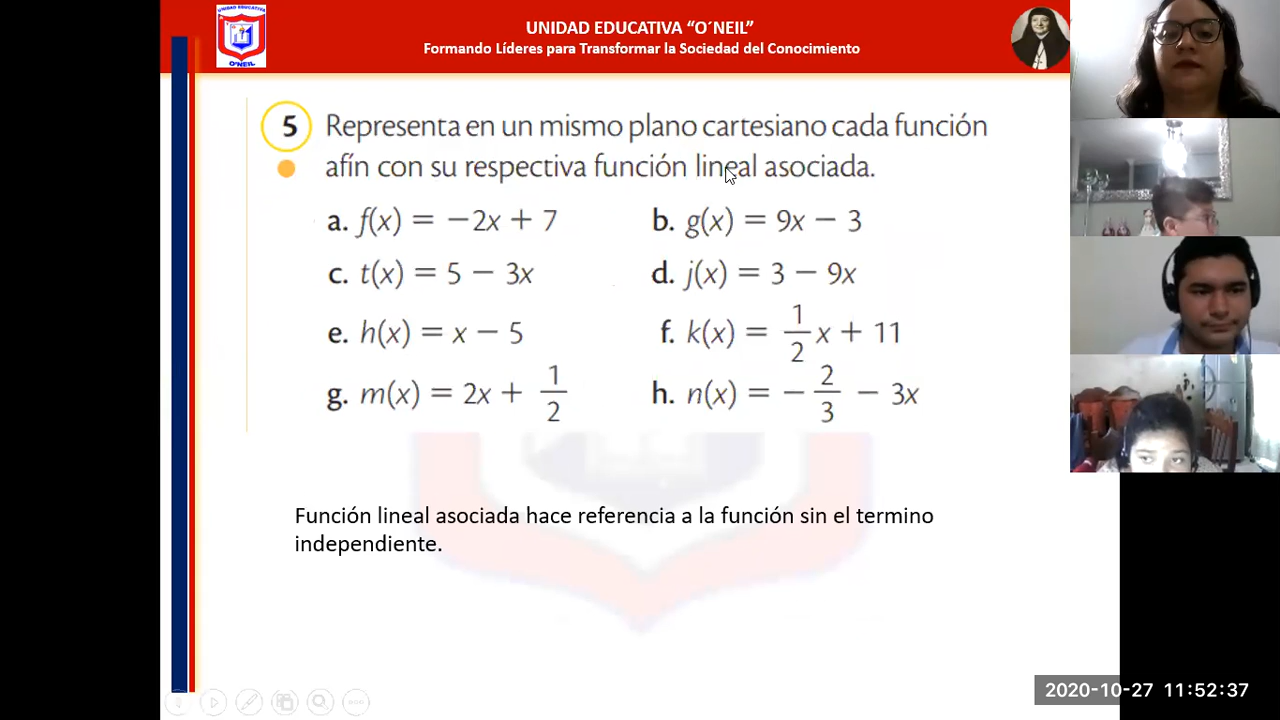 UNIDAD EDUCATIVA
O´NEIL
UNIDAD EDUCATIVA “O´NEIL”
Formando Líderes para Transformar la Sociedad del Conocimiento
5 Representa en un mismo plano cartesiano cada función
afín con su respectiva función lineal asociada.
a. f(x) = −2x + 7 b. g(x) = 9x − 3
c. t(x) = 5 − 3x d. j(x) = 3 − 9x
e. h(x) = x − 5 f. k(x) = 1/2 x + 11
g. m(x) = 2x + 1/2 h. n(x) = − 2/3 − 3x
Función lineal asociada hace referencia a la función sin el termino
independiente.
2020-10-27 11:52:37